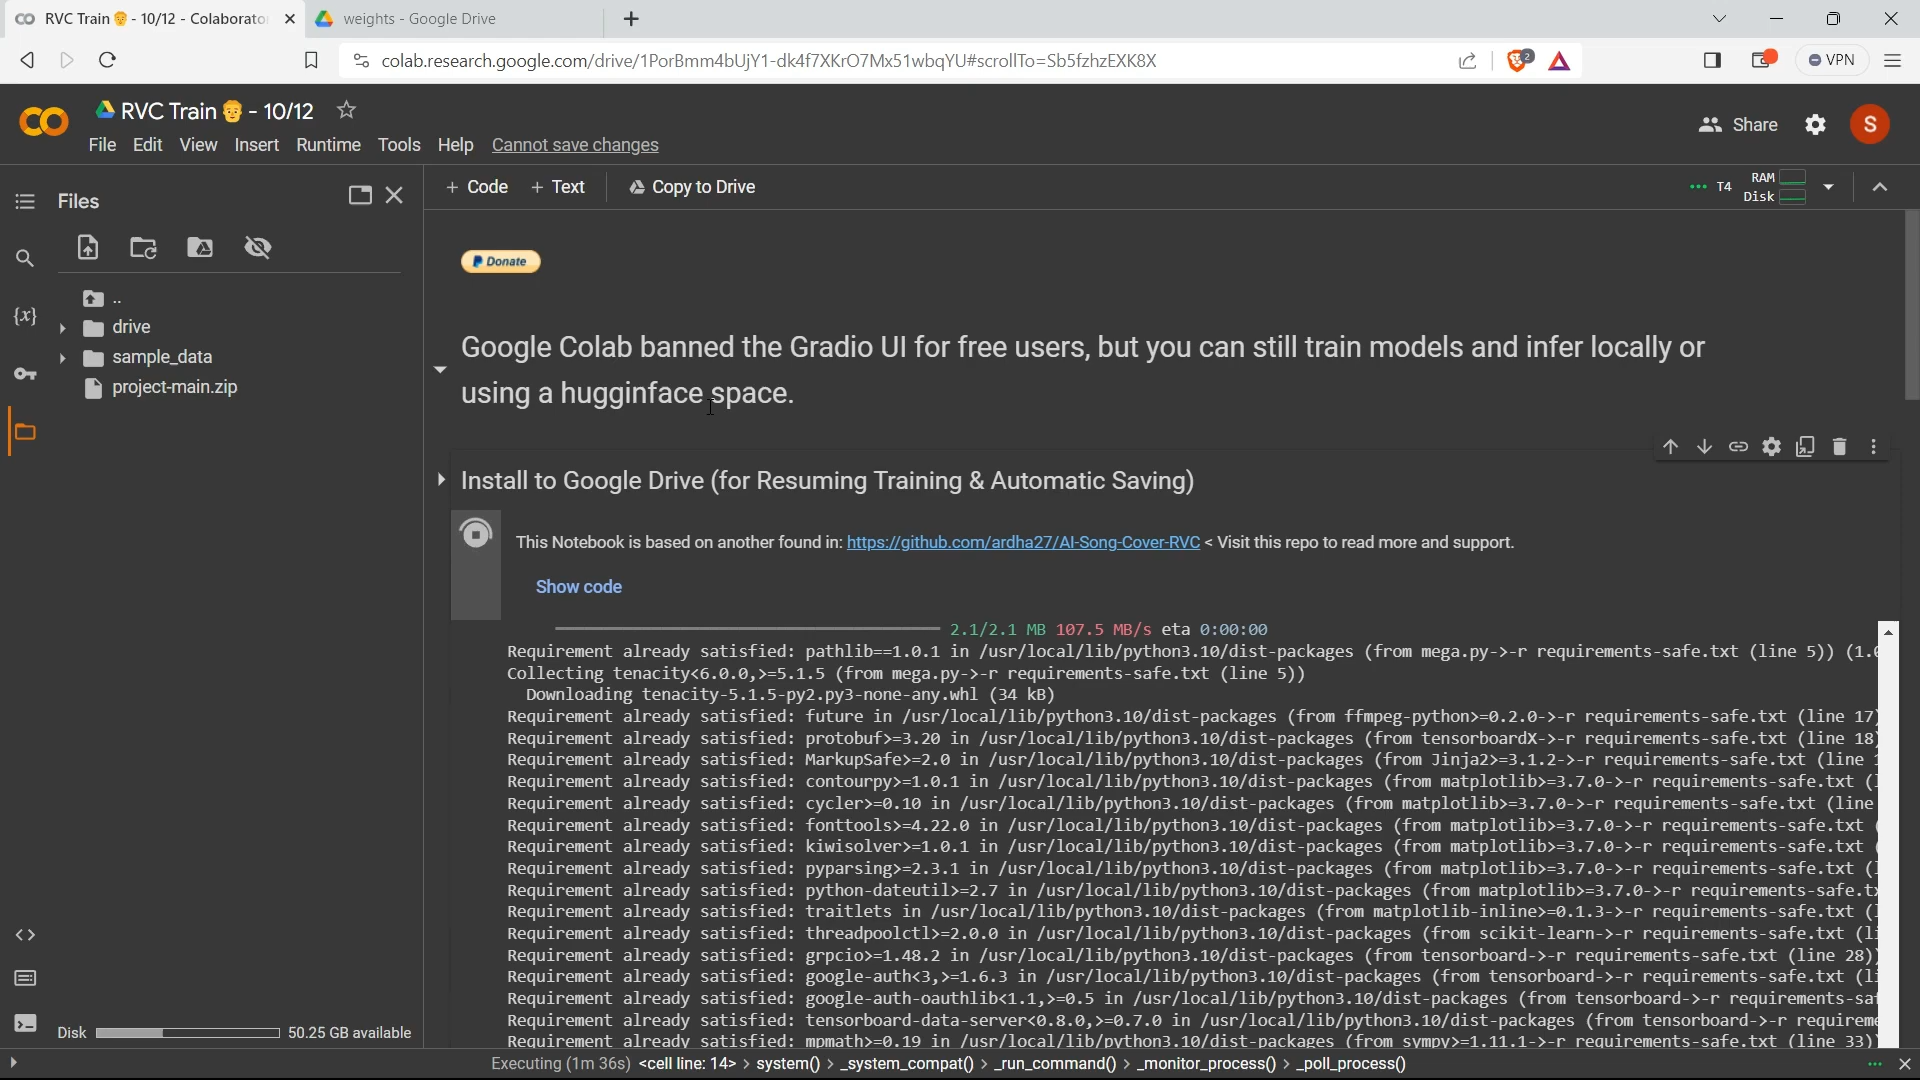 RVC Train - 10/12 - Colaborato
weights - Google Drive
colab.research.google.com/drive/1PorBmm4bUjY1-dk4f7XKrO7Mx51wbqYU#scrollTo=Sb5fzhzEXK8X
2
VPN
RVC Train - 10/12
File Edit View Insert Runtime Tools Help Cannot save changes
Share
S
Files
+ Code + Text Copy to Drive
T4
RAM
Disk
..
drive
sample_data
project-main.zip
Donate
Google Colab banned the Gradio UI for free users, but you can still train models and infer locally or
using a hugginface space.
Install to Google Drive (for Resuming Training & Automatic Saving)
This Notebook is based on another found in: https://github.com/ardha27/AI-Song-Cover-RVC < Visit this repo to read more and support.
Show code
2.1/2.1 MB 107.5 MB/s eta 0:00:00
Requirement already satisfied: pathlib==1.0.1 in /usr/local/lib/python3.10/dist-packages (from mega.py->-r requirements-safe.txt (line 5)) (1.0
Collecting tenacity<6.0.0,>=5.1.5 (from mega.py->-r requirements-safe.txt (line 5))
Downloading tenacity-5.1.5-py2.py3-none-any.whl (34 kB)
Requirement already satisfied: future in /usr/local/lib/python3.10/dist-packages (from ffmpeg-python>=0.2.0->-r requirements-safe.txt (line 17)
Requirement already satisfied: protobuf>=3.20 in /usr/local/lib/python3.10/dist-packages (from tensorboardX->-r requirements-safe.txt (line 18)
Requirement already satisfied: MarkupSafe>=2.0 in /usr/local/lib/python3.10/dist-packages (from Jinja2>=3.1.2->-r requirements-safe.txt (line
Requirement already satisfied: contourpy>=1.0.1 in /usr/local/lib/python3.10/dist-packages (from matplotlib>=3.7.0->-r requirements-safe.txt (
Requirement already satisfied: cycler>=0.10 in /usr/local/lib/python3.10/dist-packages (from matplotlib>=3.7.0->-r requirements-safe.txt (line
Requirement already satisfied: fonttools>=4.22.0 in /usr/local/lib/python3.10/dist-packages (from matplotlib>=3.7.0->-r requirements-safe.txt (
Requirement already satisfied: kiwisolver>=1.0.1 in /usr/local/lib/python3.10/dist-packages (from matplotlib>=3.7.0->-r requirements-safe.txt (
Requirement already satisfied: pyparsing>=2.3.1 in /usr/local/lib/python3.10/dist-packages (from matplotlib>=3.7.0->-r requirements-safe.txt (
Requirement already satisfied: python-dateutil>=2.7 in /usr/local/lib/python3.10/dist-packages (from matplotlib>=3.7.0->-r requirements-safe.tx
Requirement already satisfied: traitlets in /usr/local/lib/python3.10/dist-packages (from matplotlib-inline>=0.1.3->-r requirements-safe.txt (
Requirement already satisfied: threadpoolctl>=2.0.0 in /usr/local/lib/python3.10/dist-packages (from scikit-learn->-r requirements-safe.txt (li
Requirement already satisfied: grpcio>=1.48.2 in /usr/local/lib/python3.10/dist-packages (from tensorboard->-r requirements-safe.txt (line 28))
Requirement already satisfied: google-auth<3,>=1.6.3 in /usr/local/lib/python3.10/dist-packages (from tensorboard->-r requirements-safe.txt (li
Requirement already satisfied: google-auth-oauthlib<1.1,>=0.5 in /usr/local/lib/python3.10/dist-packages (from tensorboard->-r requirements-saf
Requirement already satisfied: tensorboard-data-server<0.8.0,>=0.7.0 in /usr/local/lib/python3.10/dist-packages (from tensorboard->-r requireme
Requirement already satisfied: mpmath>=0.19 in /usr/local/lib/python3.10/dist-packages (from sympy>=1.11.1->-r requirements-safe.txt (line 33))
Disk 50.25 GB available
Executing (1m 36s) <cell line: 14> > system() > _system_compat() > _run_command() > _monitor_process() > _poll_process()